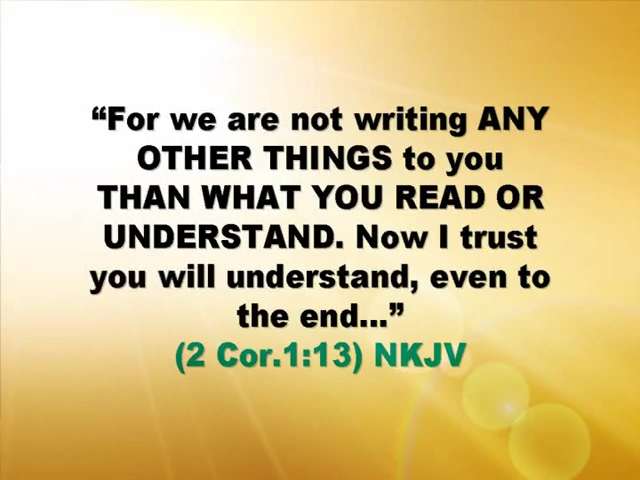 “For we are not writing ANY
OTHER THINGS to you
THAN WHAT YOU READ OR
UNDERSTAND. Now I trust
you will understand, even to
the end...”
(2 Cor.1:13) NKJV